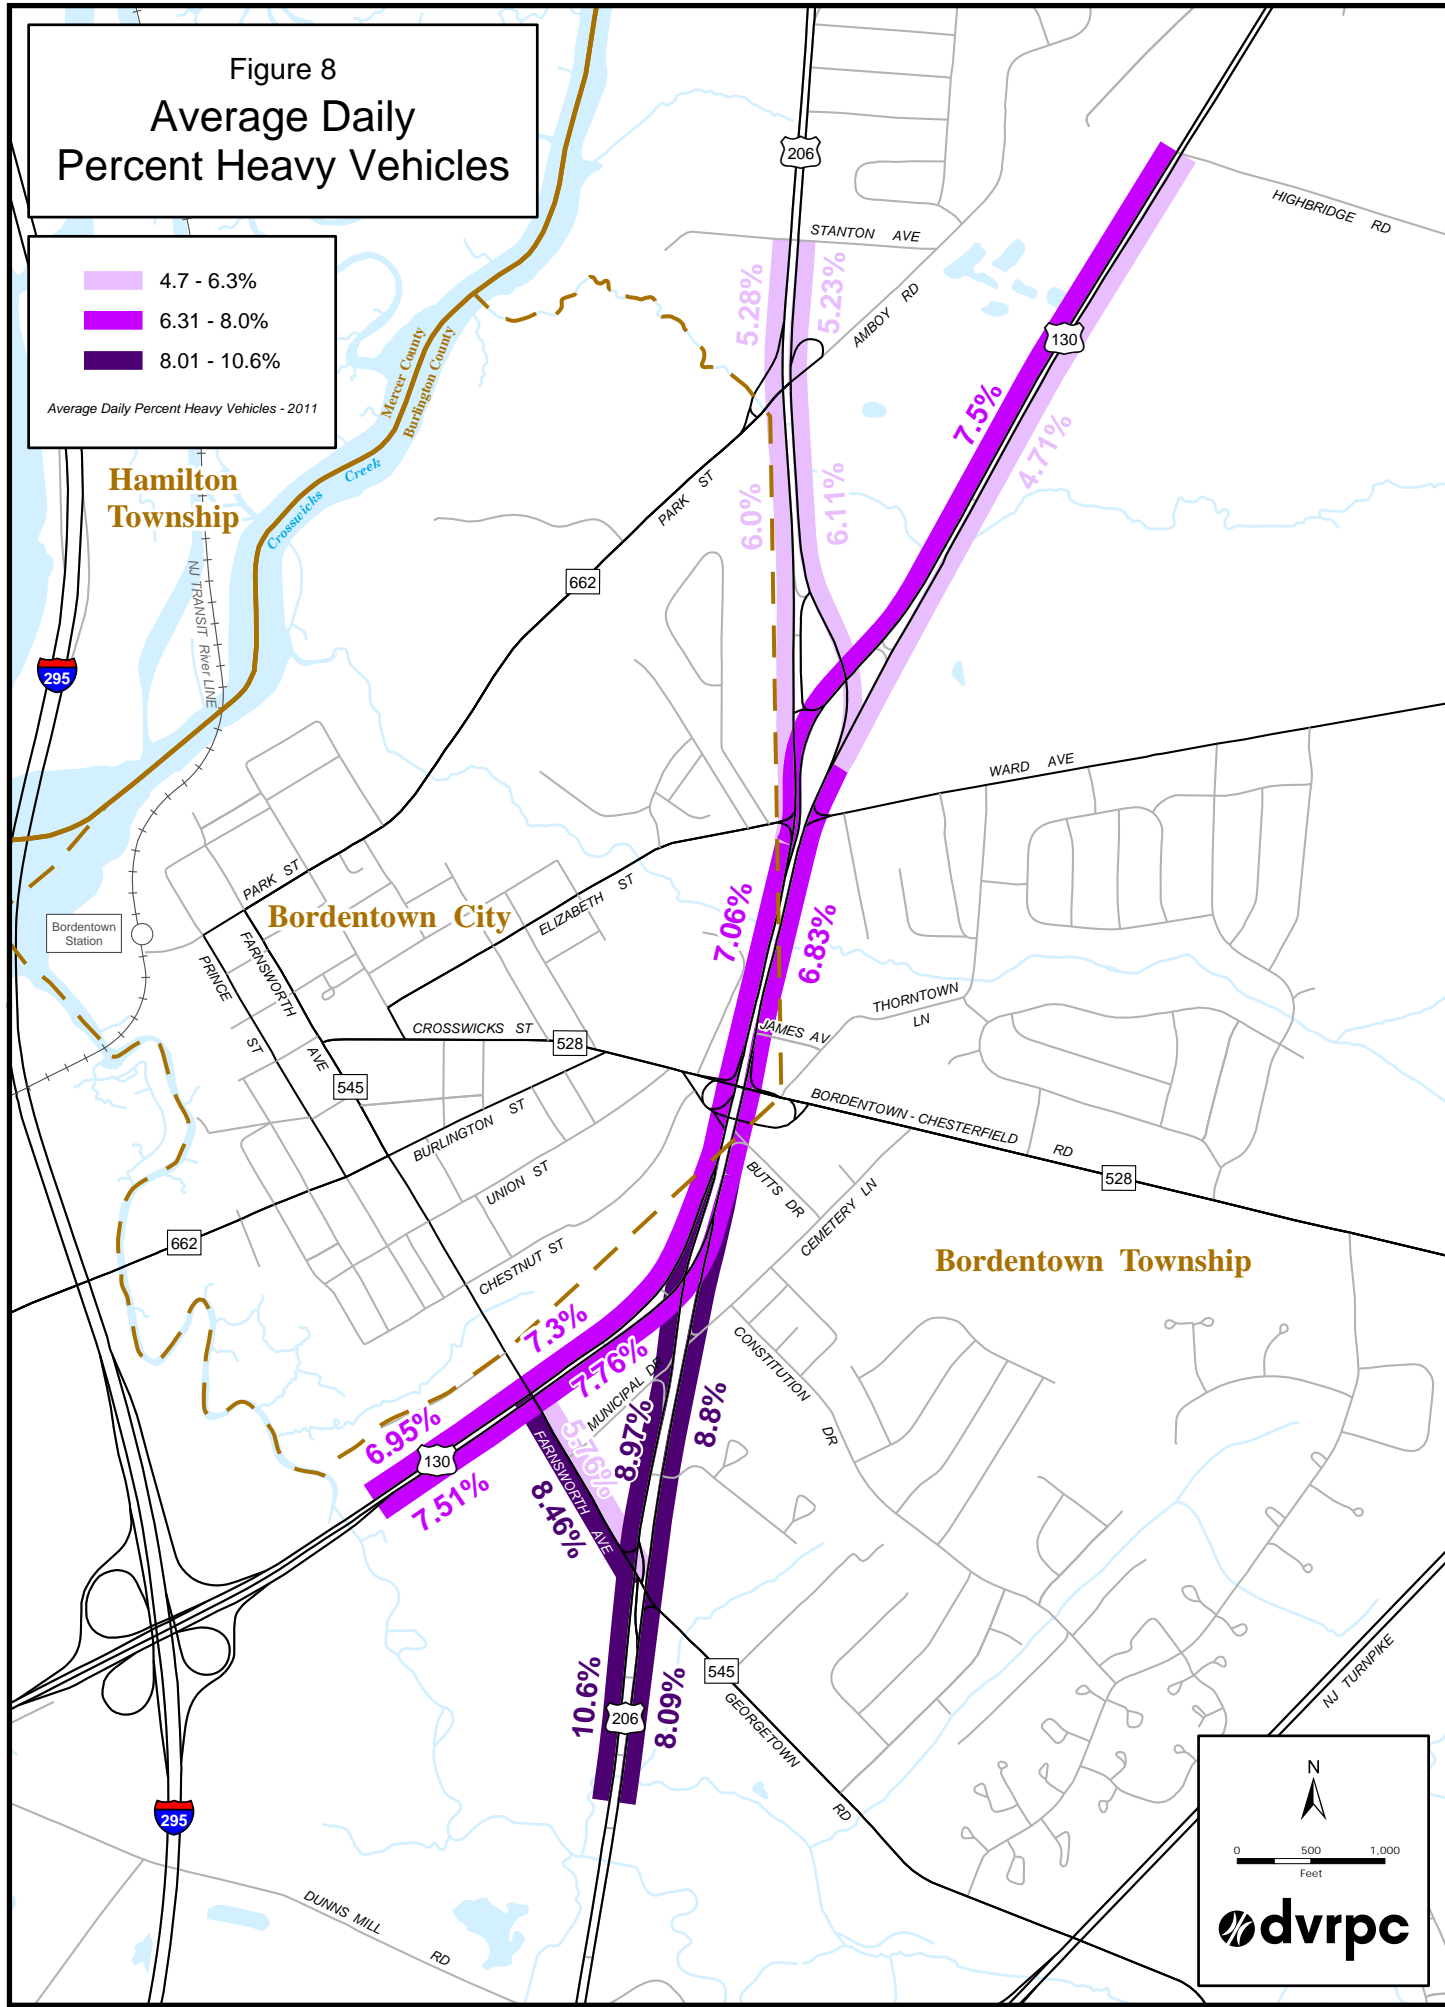 Figure 8
Average Daily
Percent Heavy Vehicles
4.7 - 6.3%
6.31 - 8.0%
8.01 - 10.6%
Average Daily Percent Heavy Vehicles - 2011
206
HIGHBRIDGE RD
STANTON AVE
5.28%
5.23%
AMBOY RD
130
Mercer County
Burlington County
7.5%
4.71%
Hamilton
Township
Crosswicks Creek
PARK ST
6.0%
6.11%
NJ TRANSIT River LINE
662
295
WARD AVE
PARK ST
ELIZABETH ST
Bordentown City
Bordentown
Station
7.06%
6.83%
FARNSWORTH AVE
PRINCE ST
THORNTOWN
LN
CROSSWICKS ST
528
JAMES AV
545
BORDENTOWN - CHESTERFIELD RD
BURLINGTON ST
UNION ST
BUTTS DR
528
CEMETERY LN
662
CHESTNUT ST
Bordentown Township
7.3%
7.76%
MUNICIPAL DR
CONSTITUTION DR
6.95%
130
7.51%
5.76%
8.97%
8.8%
FARNSWORTH AVE
8.46%
545
10.6%
206
8.09%
GEORGETOWN RD
NJ TURNPIKE
295
DUNNS MILL RD
N
0 500 1,000
Feet
dvrpc